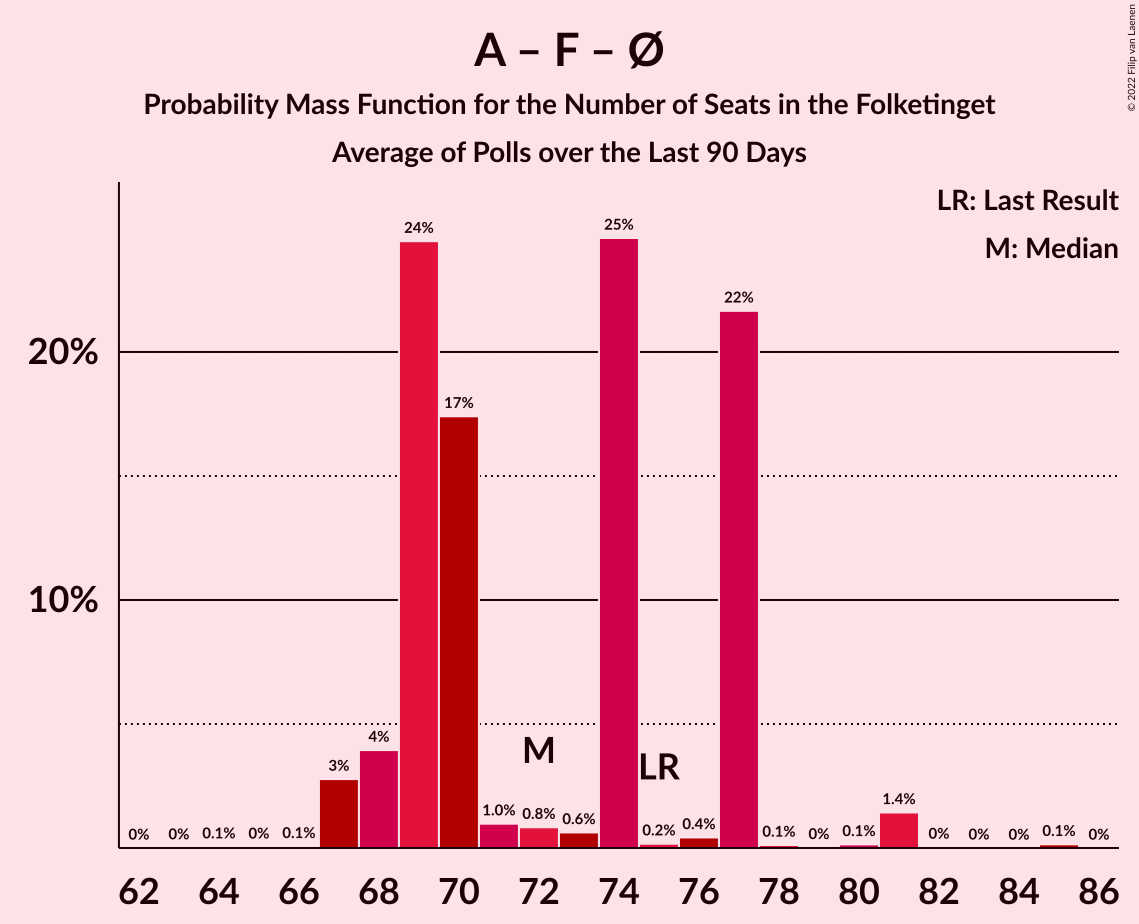 A – F – Ø
Probability Mass Function for the Number of Seats in the Folketinget
Average of Polls over the Last 90 Days
© 2022 Filip van Laenen
LR: Last Result
M: Median
20%
10%
0% 0% 0.1% 0% 0.1% 3% 4% 24% 17% 1.0% 0.8% 0.6% 25% 0.2% 0.4% 22% 0.1% 0% 0.1% 1.4% 0% 0% 0% 0.1% 0%
M LR
62 64 66 68 70 72 74 76 78 80 82 84 86